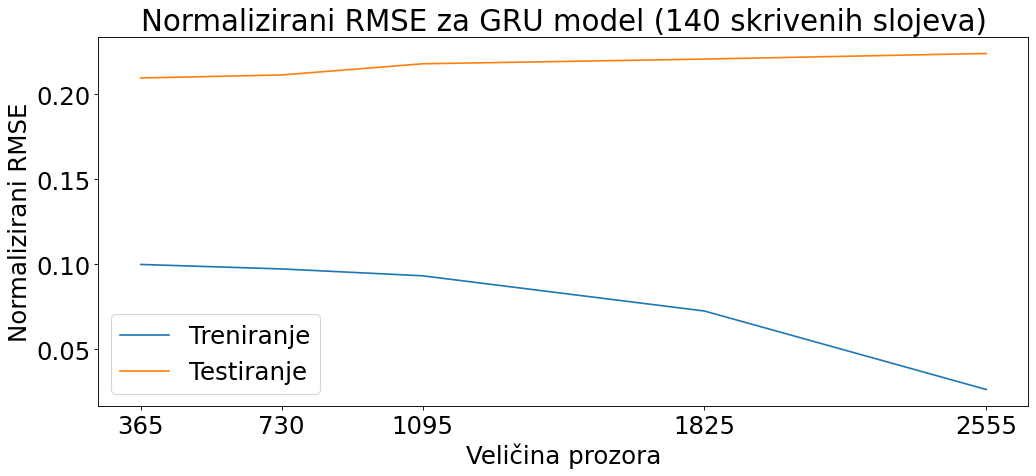 Normalizirani RMSE za GRU model (140 skrivenih slojeva)
Normalizirani RMSE
0.20
0.15
0.10
0.05
Treniranje
Testiranje
365 730 1095 1825 2555
Veličina prozora